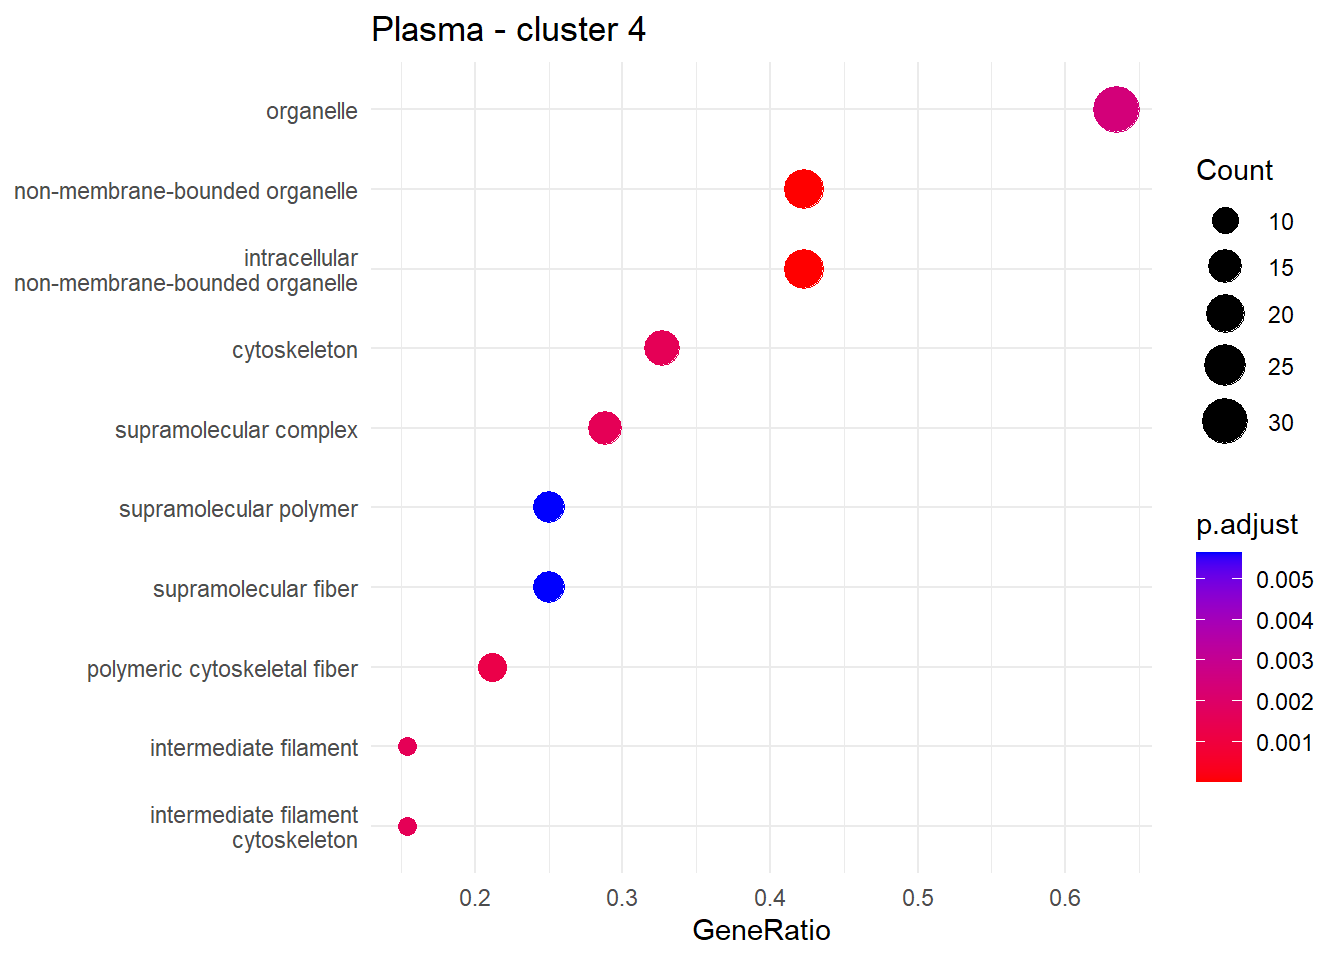 Plasma - cluster 4
organelle
non-membrane-bounded organelle
intracellular
non-membrane-bounded organelle
cytoskeleton
supramolecular complex
supramolecular polymer
supramolecular fiber
polymeric cytoskeletal fiber
intermediate filament
intermediate filament
cytoskeleton
0.2 0.3 0.4 0.5 0.6
GeneRatio
Count
10
15
20
25
30
p.adjust
0.005
0.004
0.003
0.002
0.001